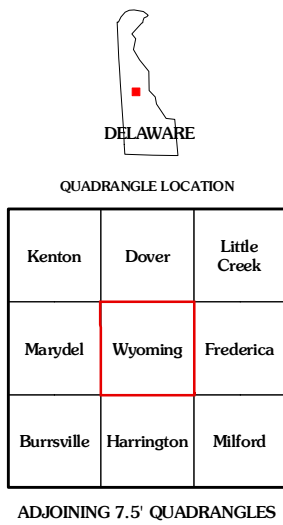 DELAWARE
QUADRANGLE LOCATION
Kenton
Dover
Little
Creek
Marydel
Wyoming
Frederica
Burrsville
Harrington
Milford
ADJOINING 7.5' QUADRANGLES